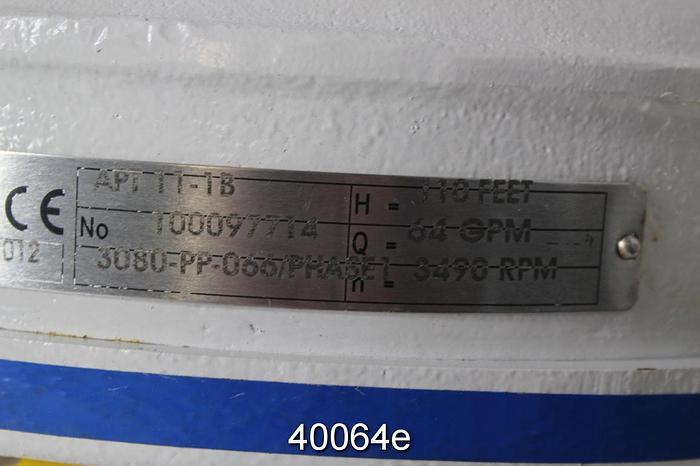 CE
012
APT 11-1B
No 100097714
3080-PP-066/PHASE1
H = 110 FEET
Q = 64 GPM
n = 3490 RPM
40064e